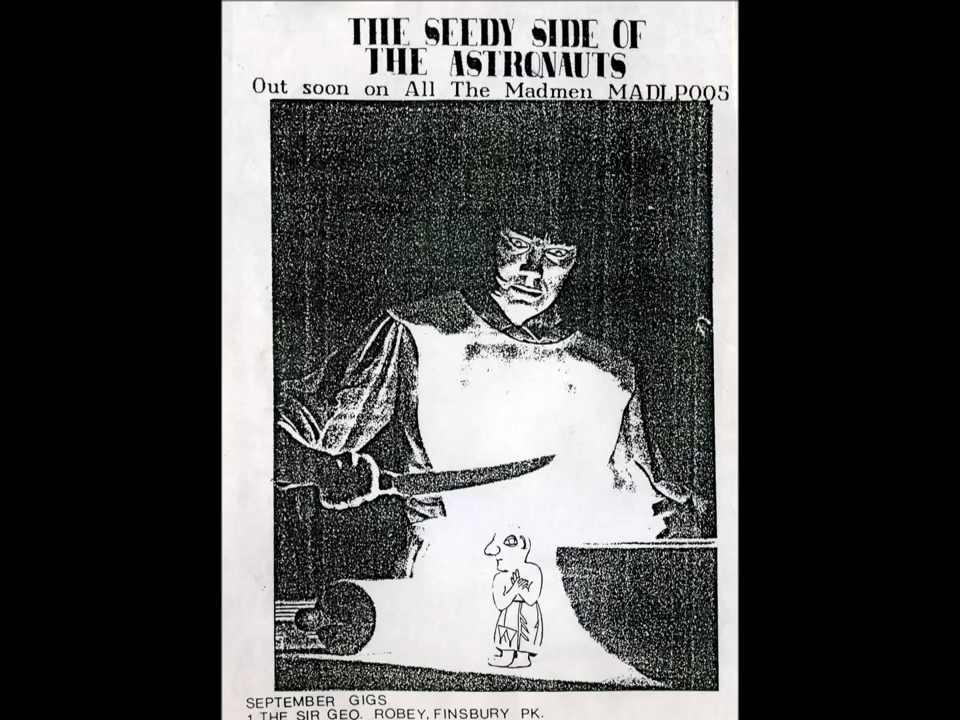 THE SEEDY SIDE OF
THE ASTRONAUTS
Out soon on All The Madmen MADLP005
SEPTEMBER GIGS
1 THE SIR GEO. ROBEY, FINSBURY PK.